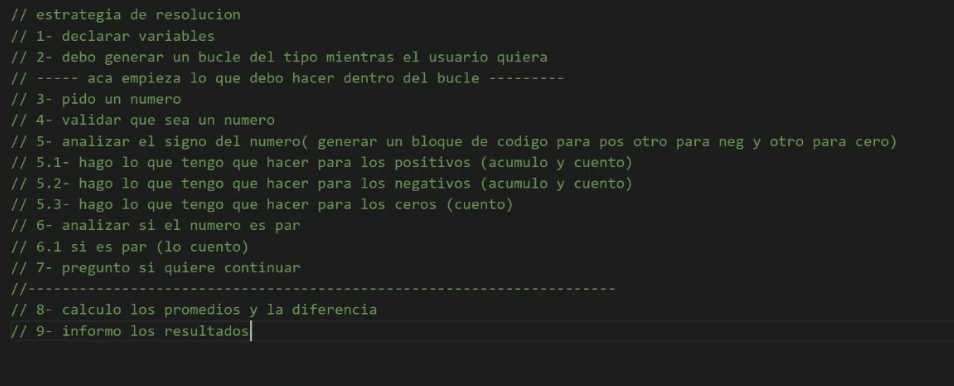 // estrategia de resolucion
// 1- declarar variables
// 2- debo generar un bucle del tipo mientras el usuario quiera
// ----- aca empieza lo que debo hacer dentro del bucle ---------
// 3- pido un numero
// 4- validar que sea un numero
// 5- analizar el signo del numero( generar un bloque de codigo para pos otro para neg y otro para cero)
// 5.1- hago lo que tengo que hacer para los positivos (acumulo y cuento)
// 5.2- hago lo que tengo que hacer para los negativos (acumulo y cuento)
// 5.3- hago lo que tengo que hacer para los ceros (cuento)
// 6- analizar si el numero es par
// 6.1 si es par (lo cuento)
// 7- pregunto si quiere continuar
//---------------------------------------------------------------------
// 8- calculo los promedios y la diferencia
// 9- informo los resultados